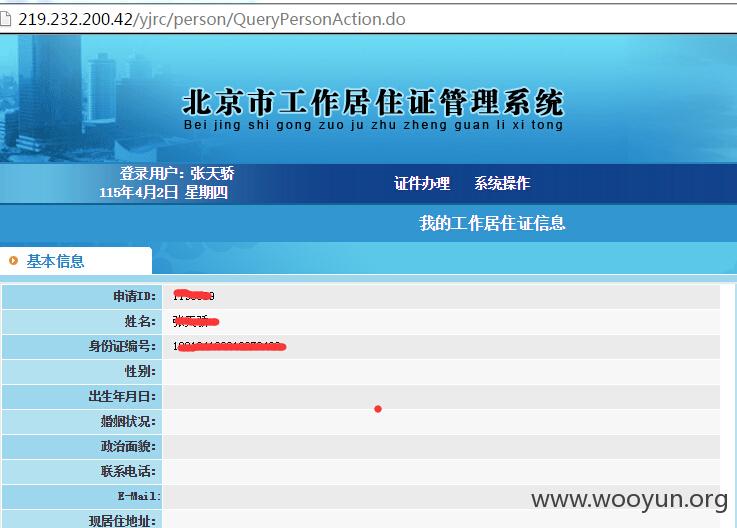 219.232.200.42/yjrc/person/QueryPersonAction.do
北京市工作居住证管理系统
Bei jing shi gong zuo ju zhu zheng guan li xi tong
登录用户：张天骄
115年4月2日 星期四
证件办理 系统操作
我的工作居住证信息
基本信息
申请ID：
姓名：
身份证编号：
性别：
出生年月日：
婚姻状况：
政治面貌：
联系电话：
E-Mail:
现居住地址：
www.wooyun.org